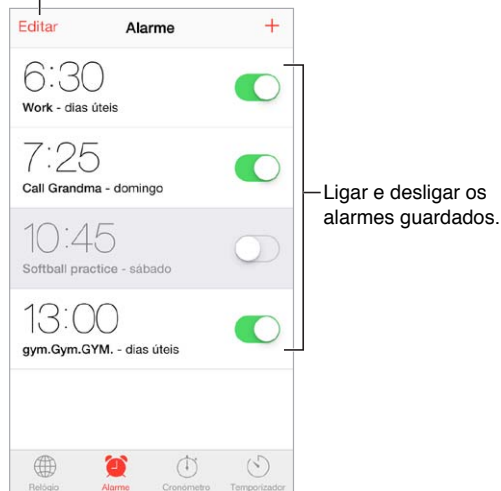 Editar Alarme +
6:30
Work - dias úteis
7:25
Call Grandma - domingo
10:45
Softball practice - sábado
13:00
gym.Gym.GYM. - dias úteis
Ligar e desligar os
alarmes guardados.
Relógio Alarme Cronómetro Temporizador